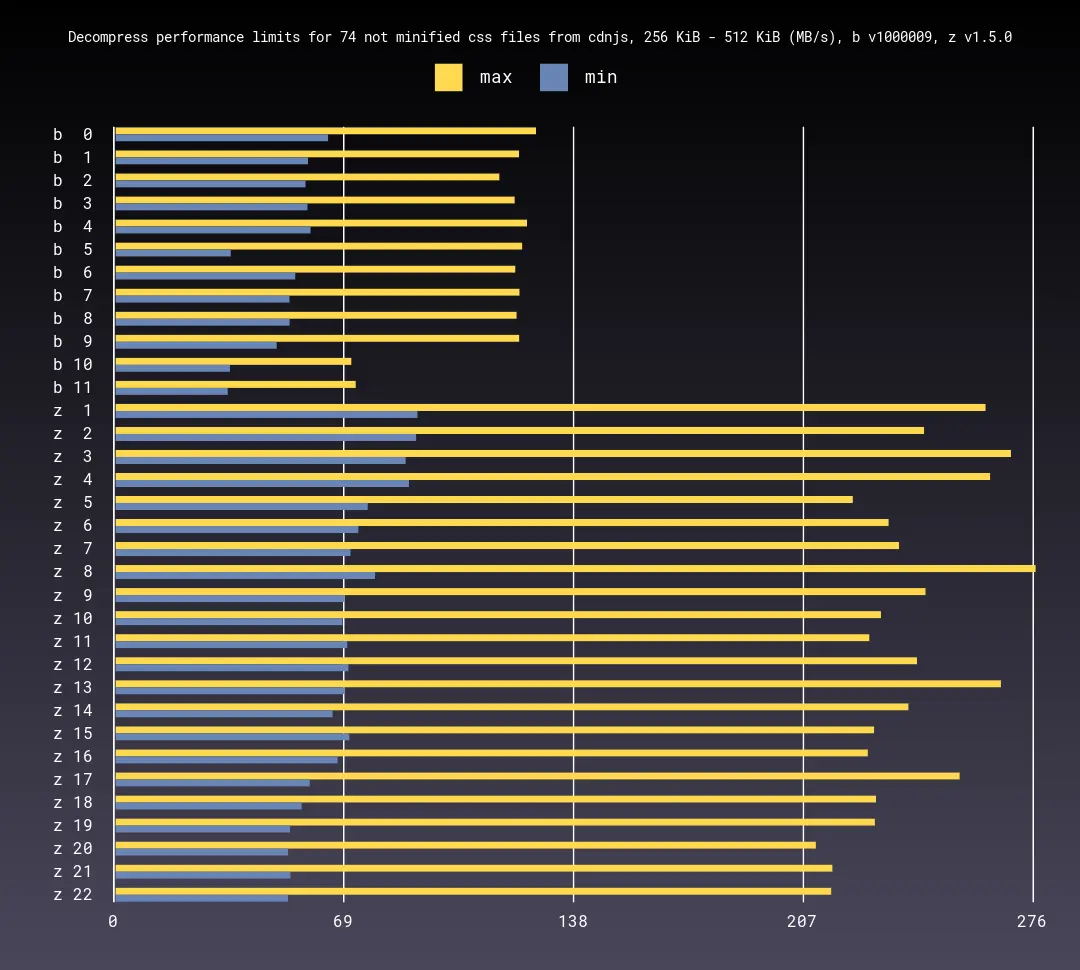 Decompress performance limits for 74 not minified css files from cdnjs, 256 KiB - 512 KiB (MB/s), b v1000009, z v1.5.0
max min
b 0
b 1
b 2
b 3
b 4
b 5
b 6
b 7
b 8
b 9
b 10
b 11
z 1
z 2
z 3
z 4
z 5
z 6
z 7
z 8
z 9
z 10
z 11
z 12
z 13
z 14
z 15
z 16
z 17
z 18
z 19
z 20
z 21
z 22
0 69 138 207 276